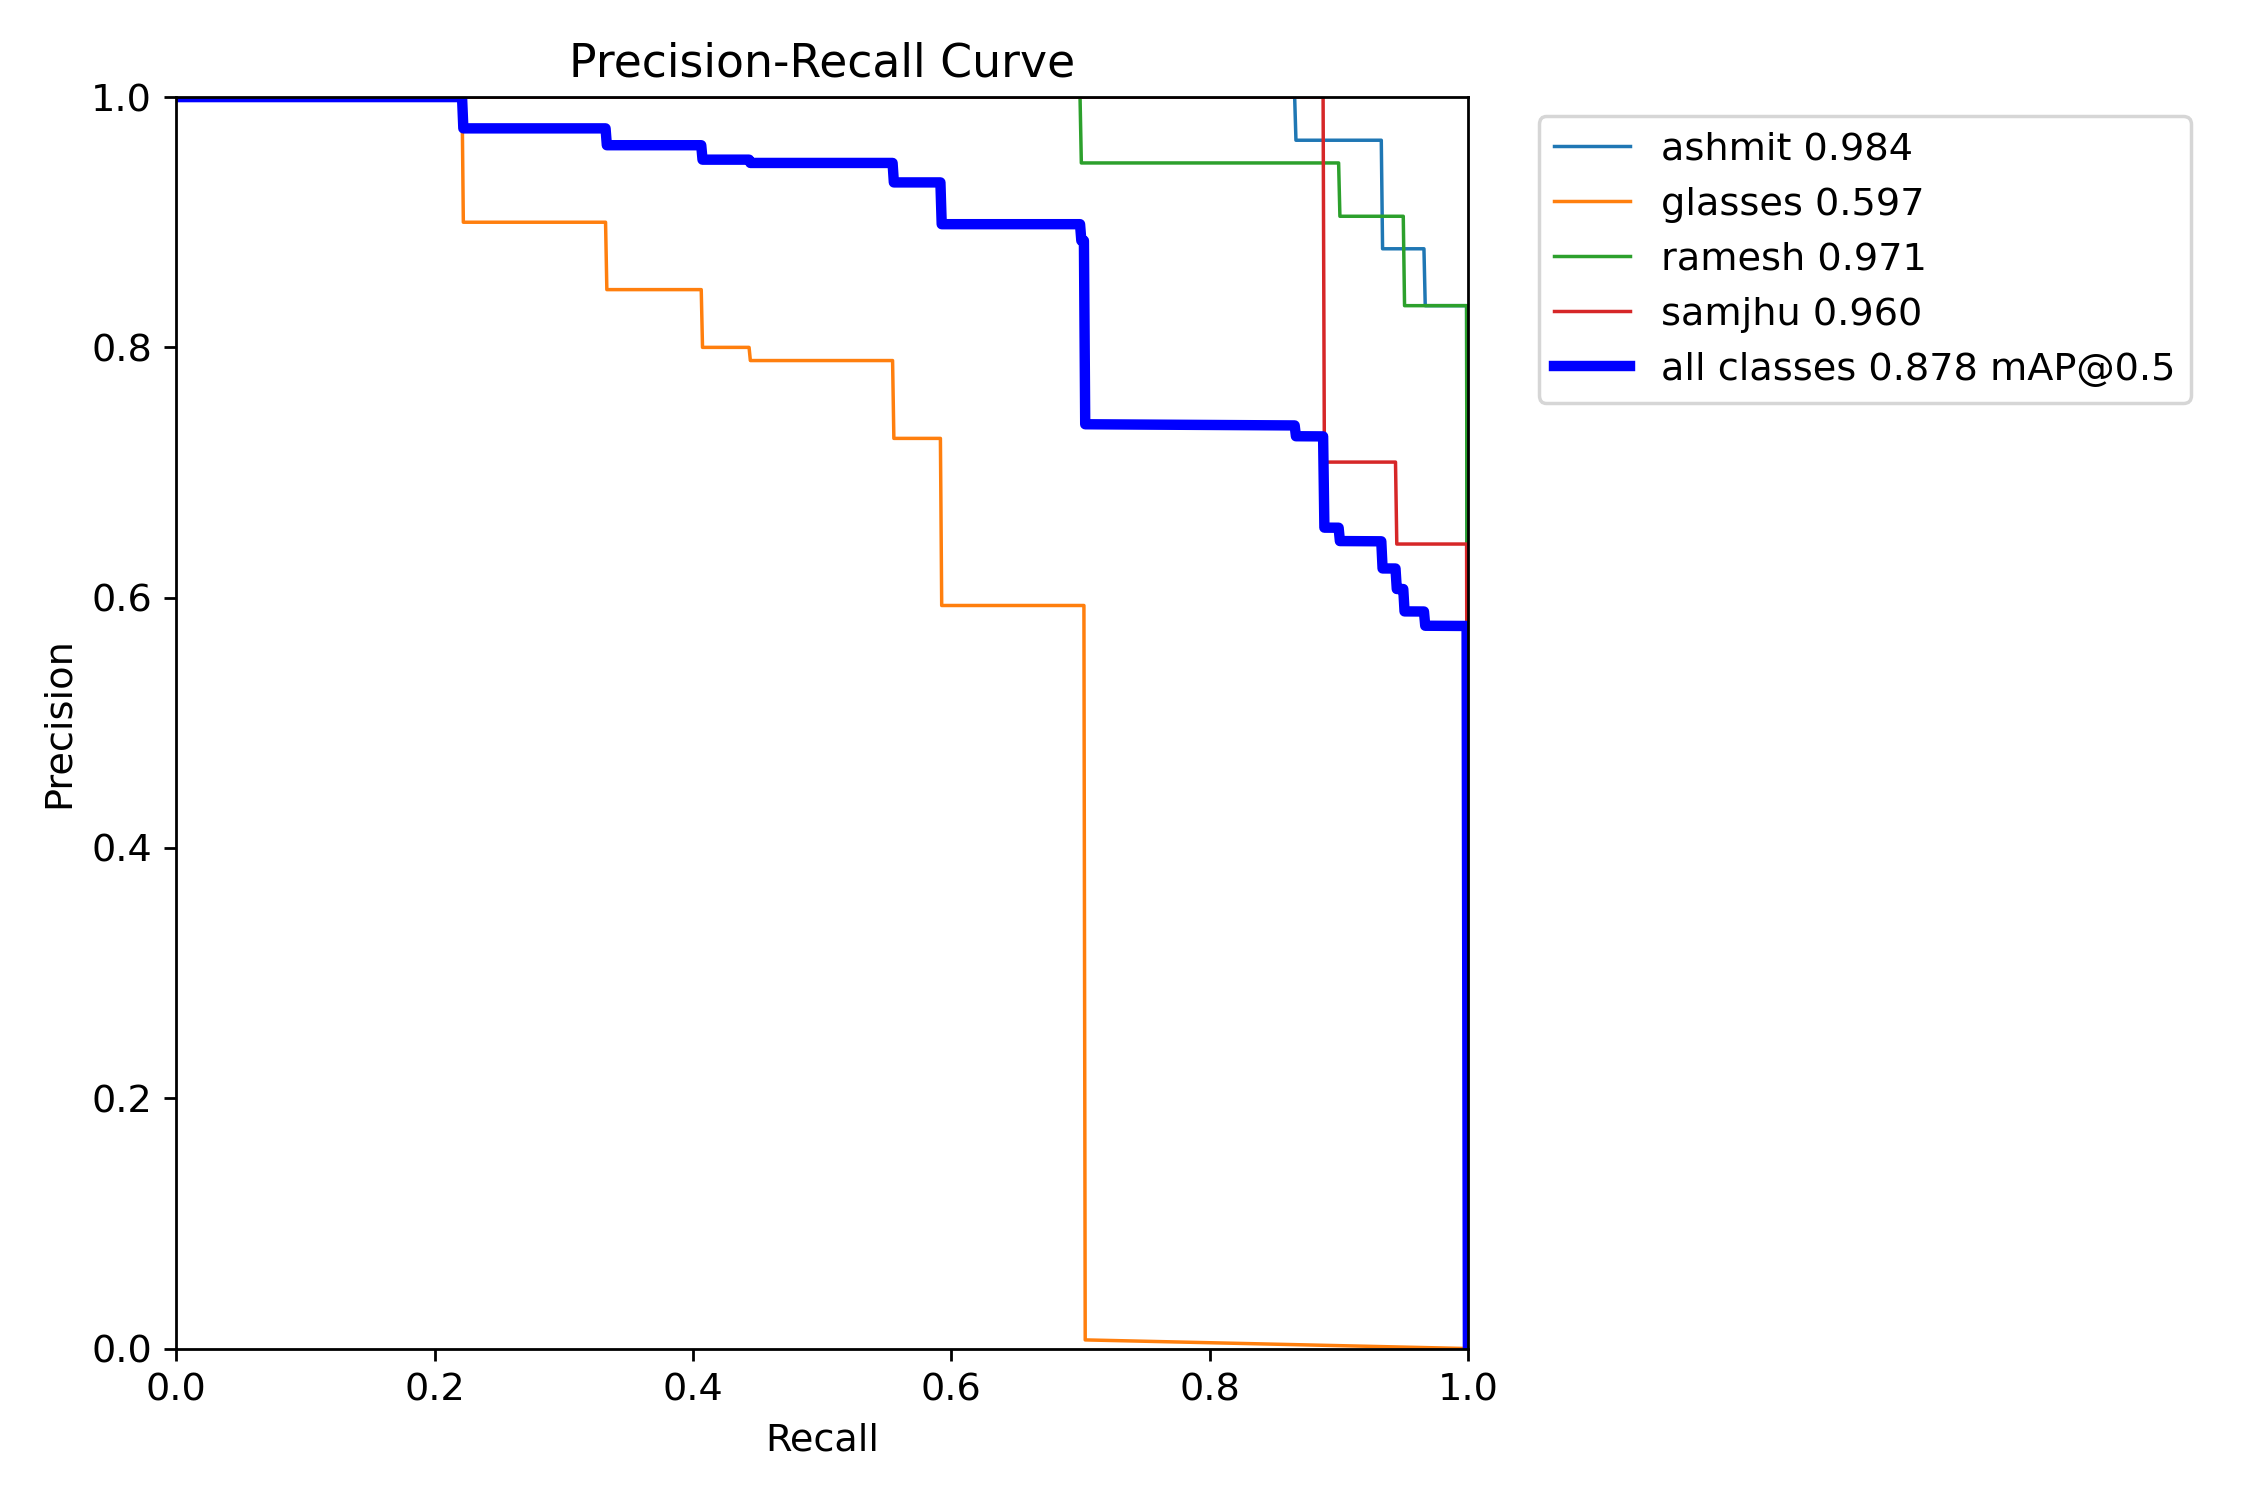 Precision-Recall Curve
1.0
0.8
0.6
0.4
0.2
0.0
Precision
0.0 0.2 0.4 0.6 0.8 1.0
Recall
ashmit 0.984
glasses 0.597
ramesh 0.971
samjhu 0.960
all classes 0.878 mAP@0.5